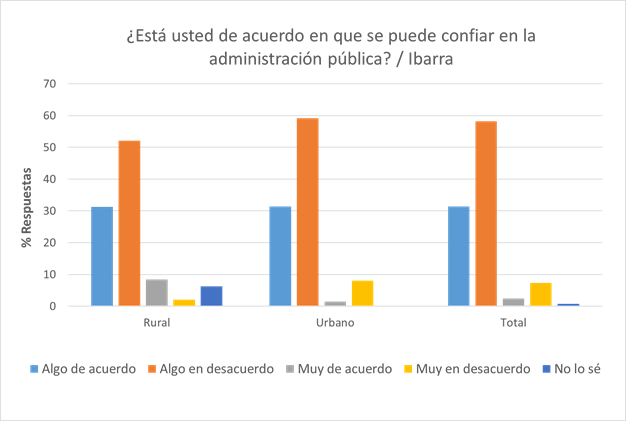 ¿Está usted de acuerdo en que se puede confiar en la
administración pública? / Ibarra
% Respuestas
70
60
50
40
30
20
10
0
Rural Urbano Total
Algo de acuerdo Algo en desacuerdo Muy de acuerdo Muy en desacuerdo No lo sé